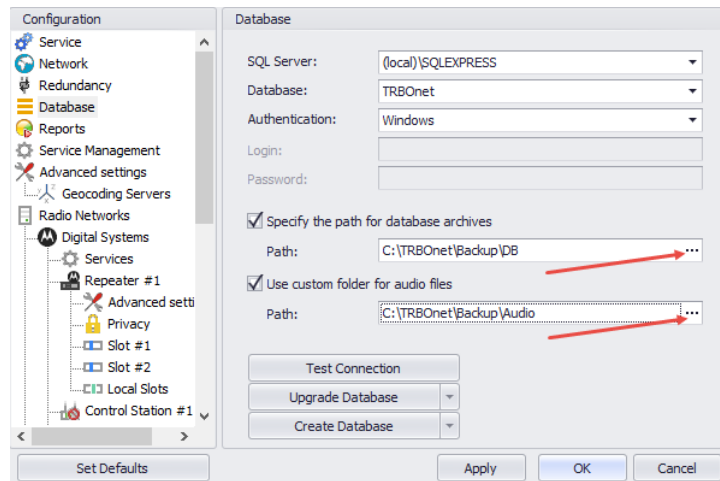 Configuration
Service
Network
Redundancy
Database
Reports
Service Management
Advanced settings
Geocoding Servers
Radio Networks
Digital Systems
Services
Repeater #1
Advanced setti
Privacy
Slot #1
Slot #2
Local Slots
Control Station #1
Set Defaults
Database
SQL Server: (local)\SQLEXPRESS
Database: TRBOnet
Authentication: Windows
Login:
Password:
Specify the path for database archives
Path: C:\TRBOnet\Backup\DB ...
Use custom folder for audio files
Path: C:\TRBOnet\Backup\Audio ...
Test Connection
Upgrade Database
Create Database
Apply OK Cancel